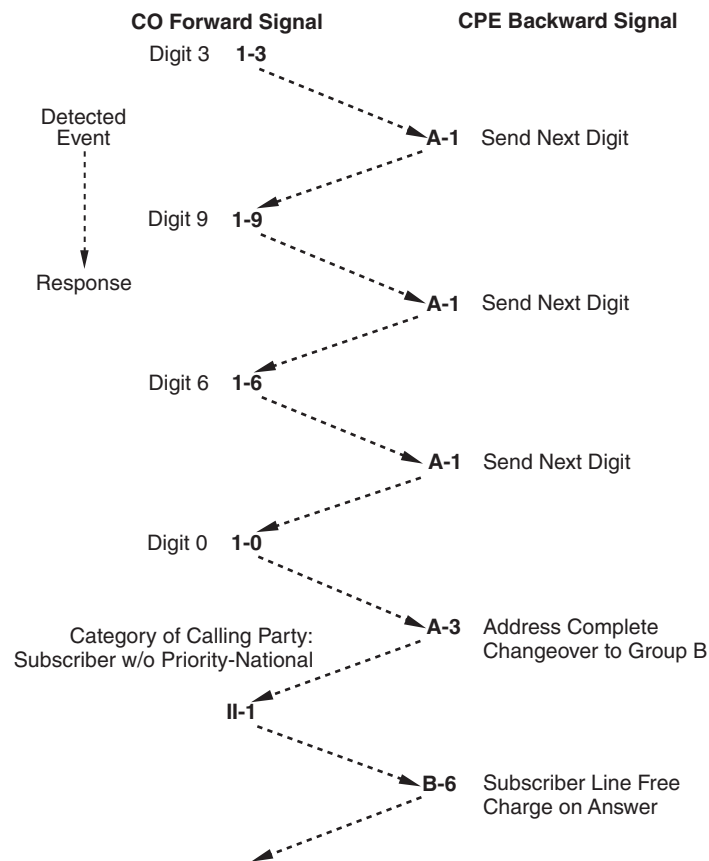 CO Forward Signal
CPE Backward Signal
Digit 3 1-3
Detected
Event
A-1 Send Next Digit
Digit 9 1-9
Response
A-1 Send Next Digit
Digit 6 1-6
A-1 Send Next Digit
Digit 0 1-0
A-3 Address Complete
Changeover to Group B
Category of Calling Party:
Subscriber w/o Priority-National
II-1
B-6 Subscriber Line Free
Charge on Answer